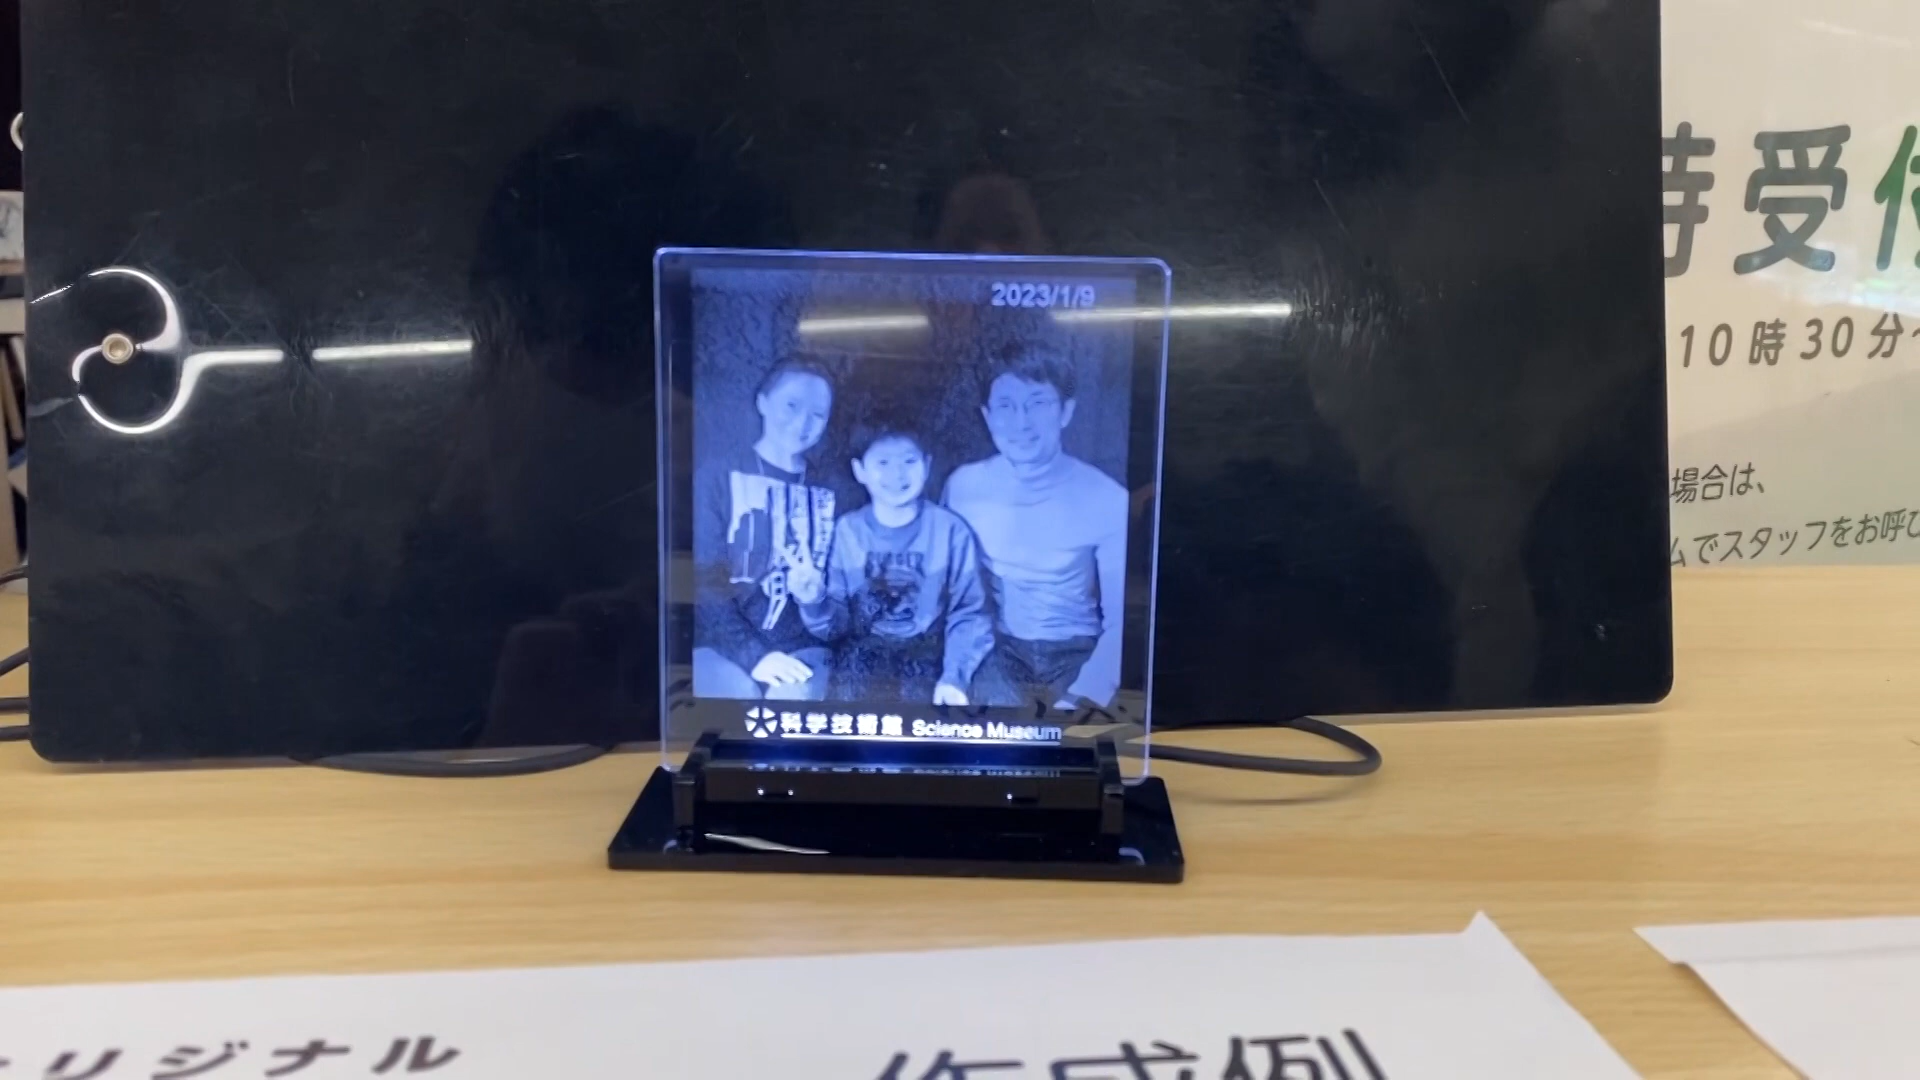 2023/1/9
科学技術館 Science Museum
時受付
10時30分~
場合は、
ムでスタッフをお呼び
オリジナル
作成例